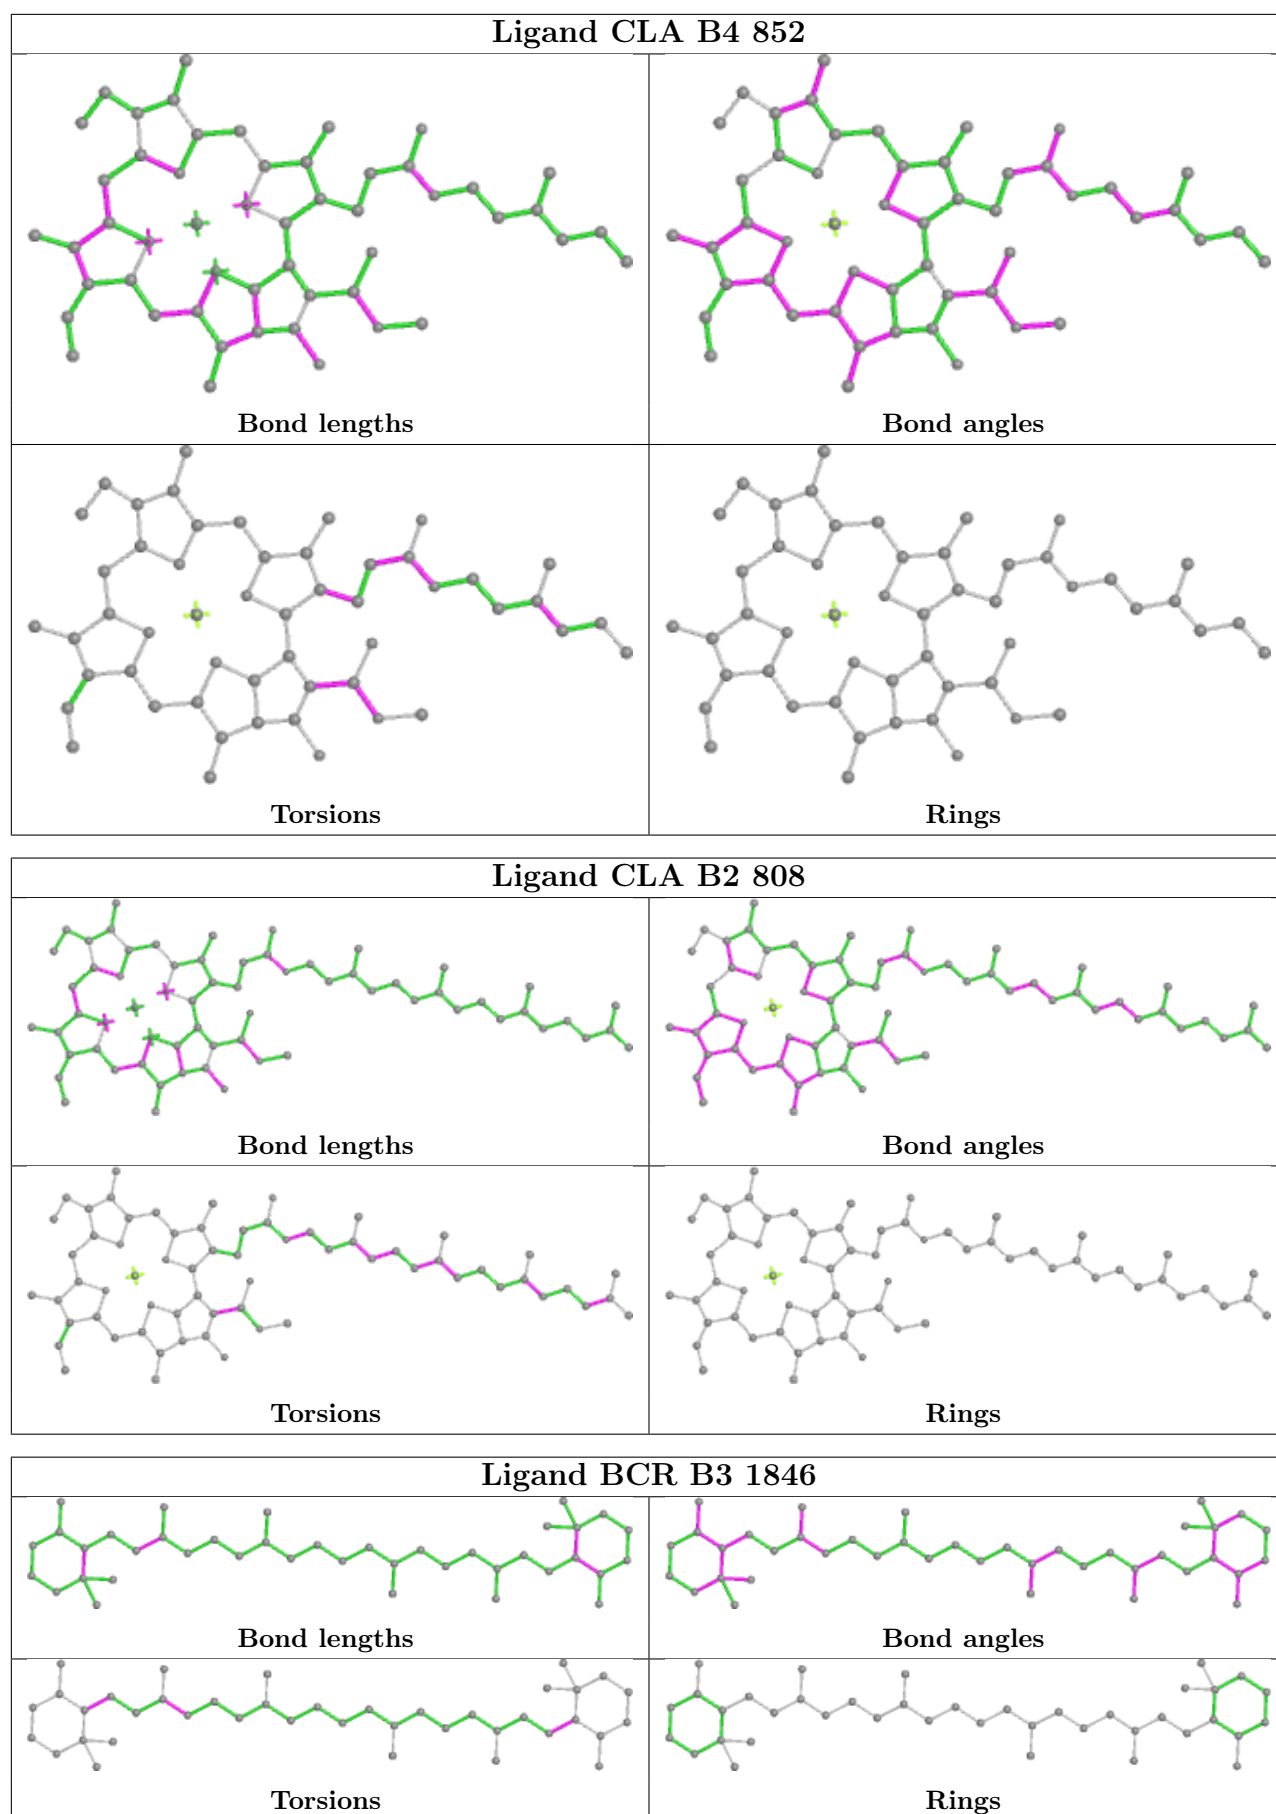 Ligand CLA B4 852
Bond lengths
Bond angles
Torsions
Rings
Ligand CLA B2 808
Bond lengths
Bond angles
Torsions
Rings
Ligand BCR B3 1846
Bond lengths
Bond angles
Torsions
Rings